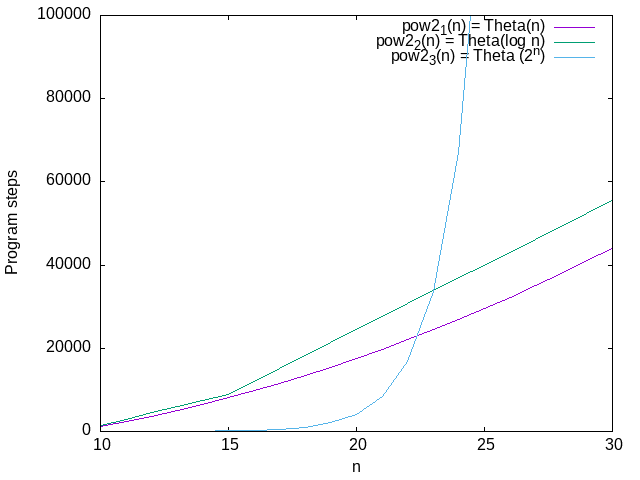 100000
80000
60000
40000
20000
0
10
15
20
25
30
Program steps
n
pow2₁(n) = Theta(n)
pow2₂(n) = Theta(log n)
pow2₃(n) = Theta (2ⁿ)